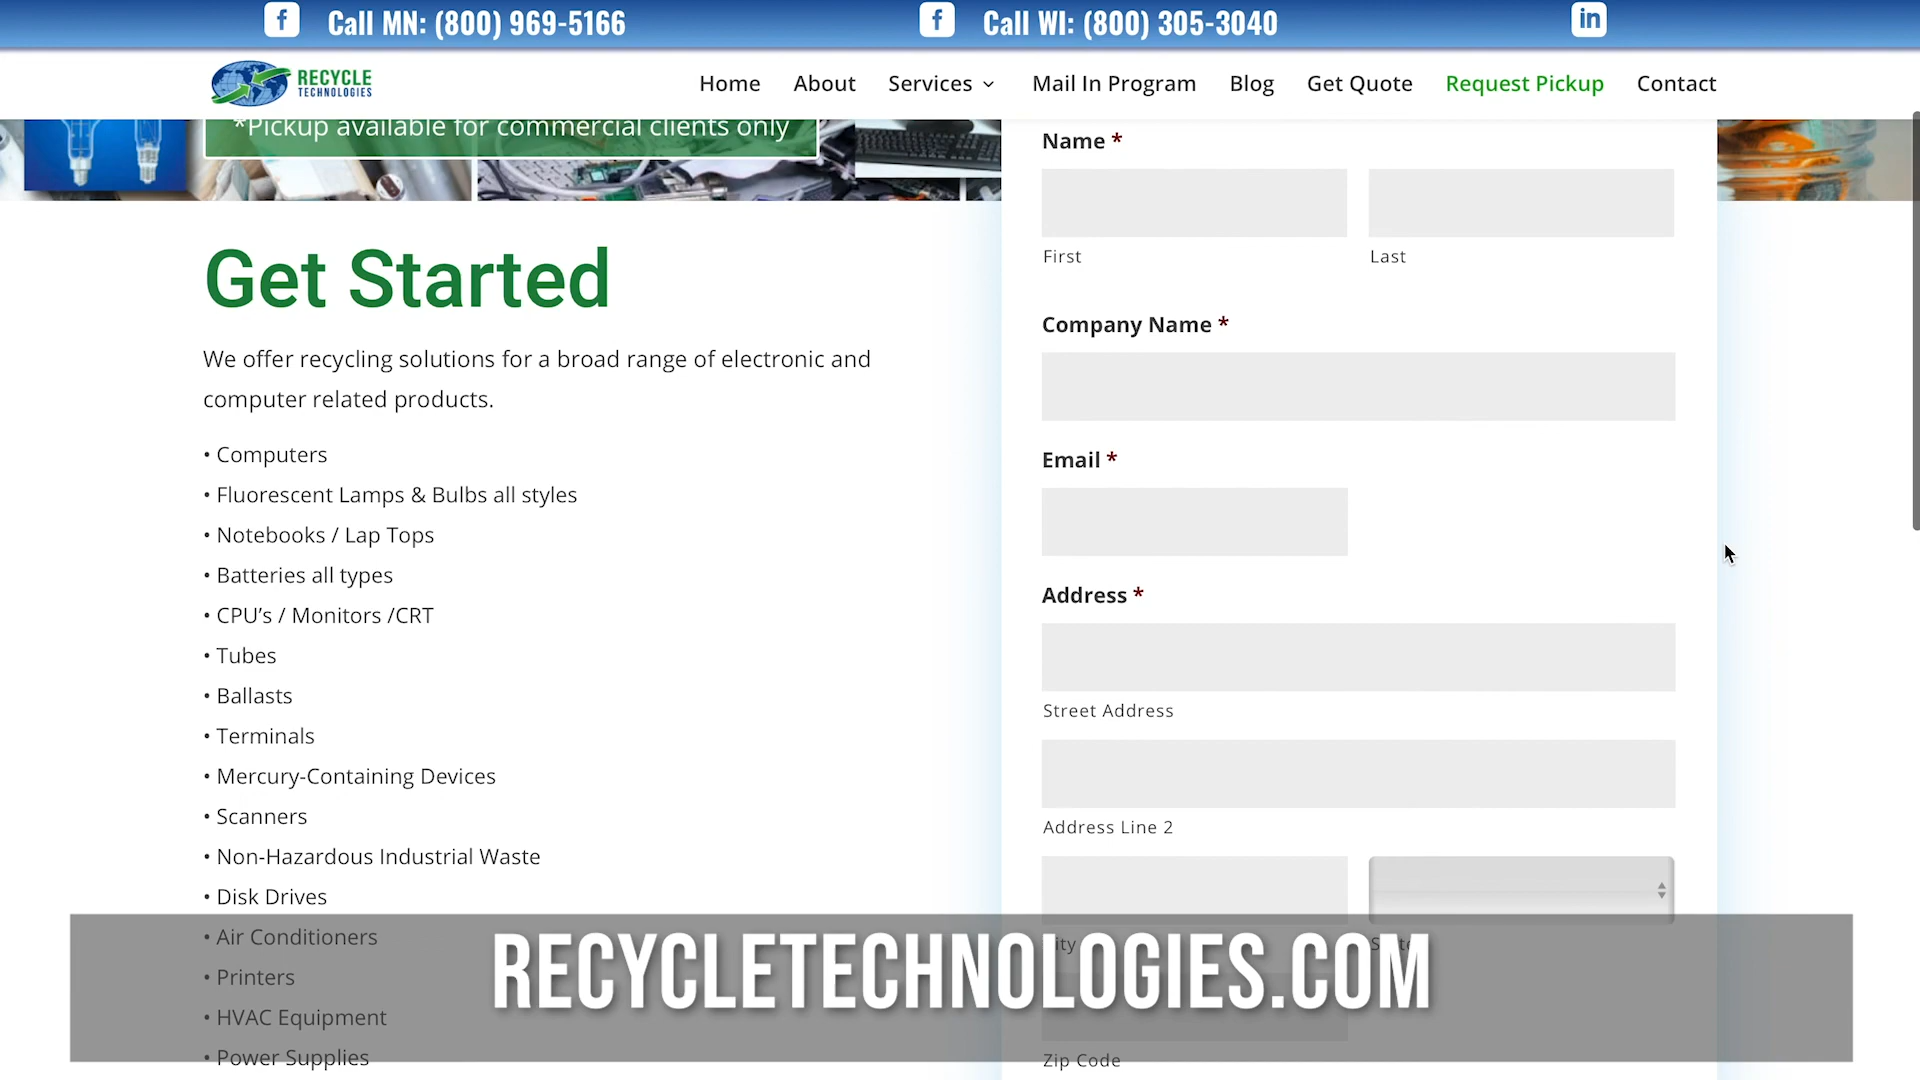 Call MN: (800) 969-5166
Call WI: (800) 305-3040
RECYCLE
TECHNOLOGIES
Home
About
Services
Mail In Program
Blog
Get Quote
Request Pickup
Contact
*Pickup available for commercial clients only
Get Started
We offer recycling solutions for a broad range of electronic and
computer related products.
• Computers
• Fluorescent Lamps & Bulbs all styles
• Notebooks / Lap Tops
• Batteries all types
• CPU’s / Monitors /CRT
• Tubes
• Ballasts
• Terminals
• Mercury-Containing Devices
• Scanners
• Non-Hazardous Industrial Waste
• Disk Drives
• Air Conditioners
• Printers
• HVAC Equipment
• Power Supplies
Name *
First
Last
Company Name *
Email *
Address *
Street Address
Address Line 2
Zip Code
RECYCLETECHNOLOGIES.COM